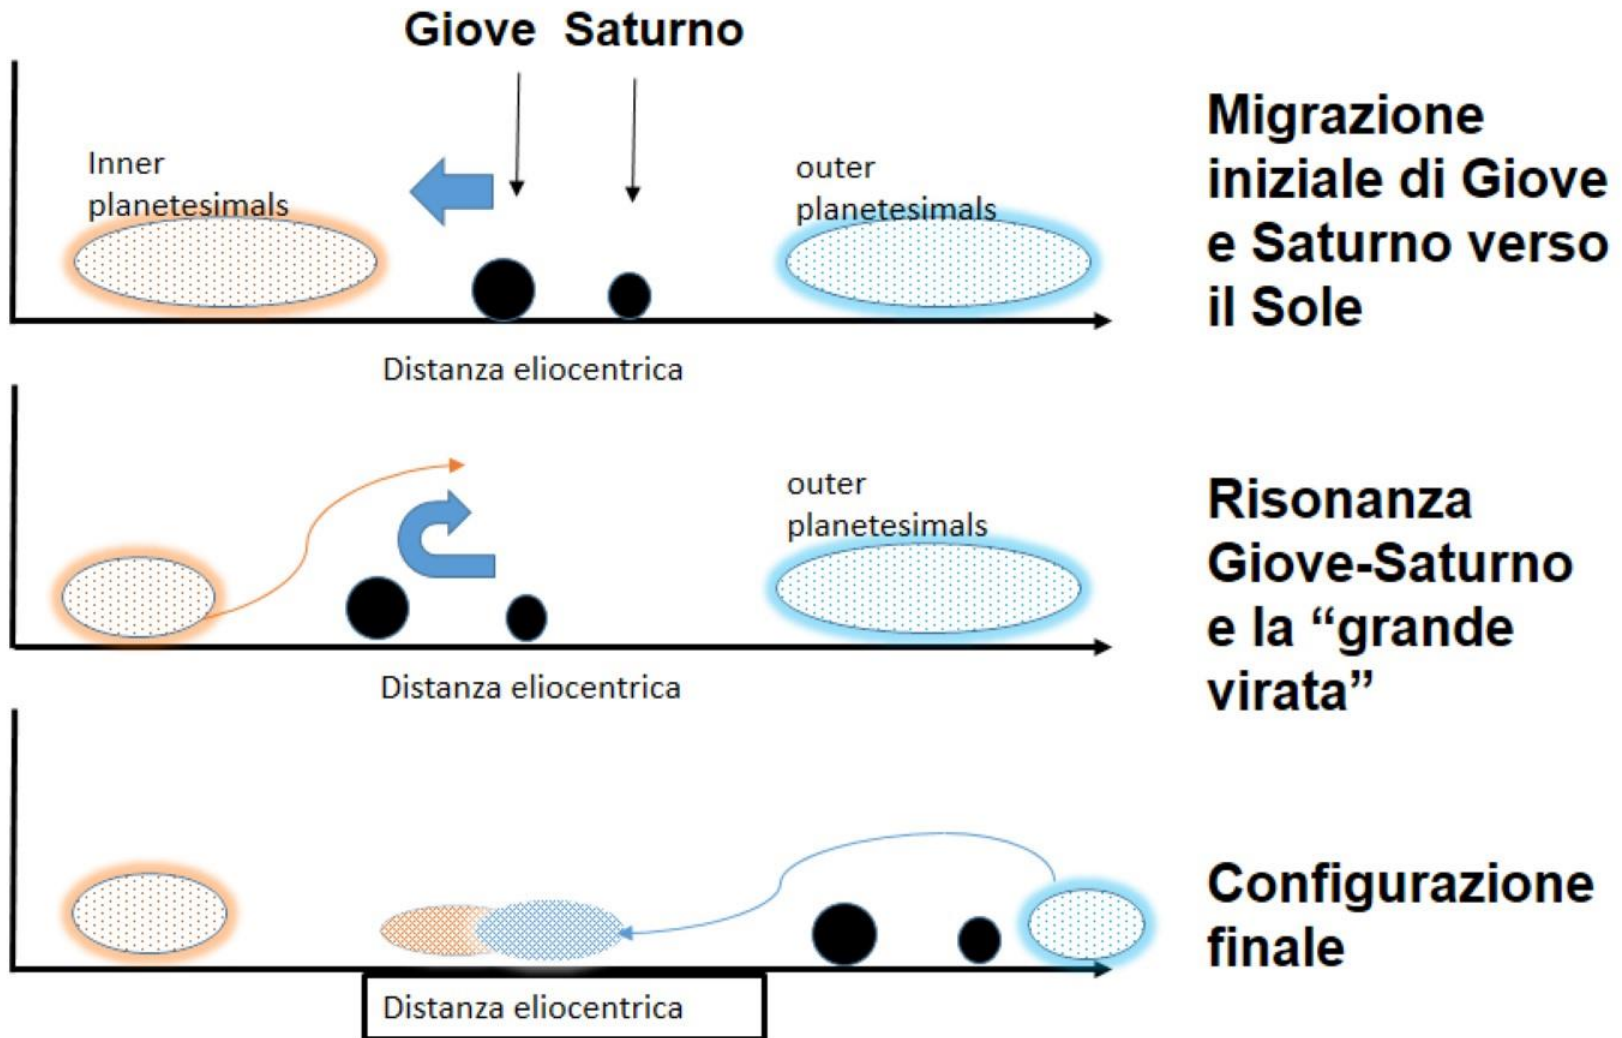 Giove Saturno
Inner
planetesimals
outer
planetesimals
Migrazione
iniziale di Giove
e Saturno verso
il Sole
Distanza eliocentrica
outer
planetesimals
Risonanza
Giove-Saturno
e la “grande
virata”
Distanza eliocentrica
Configurazione
finale
Distanza eliocentrica